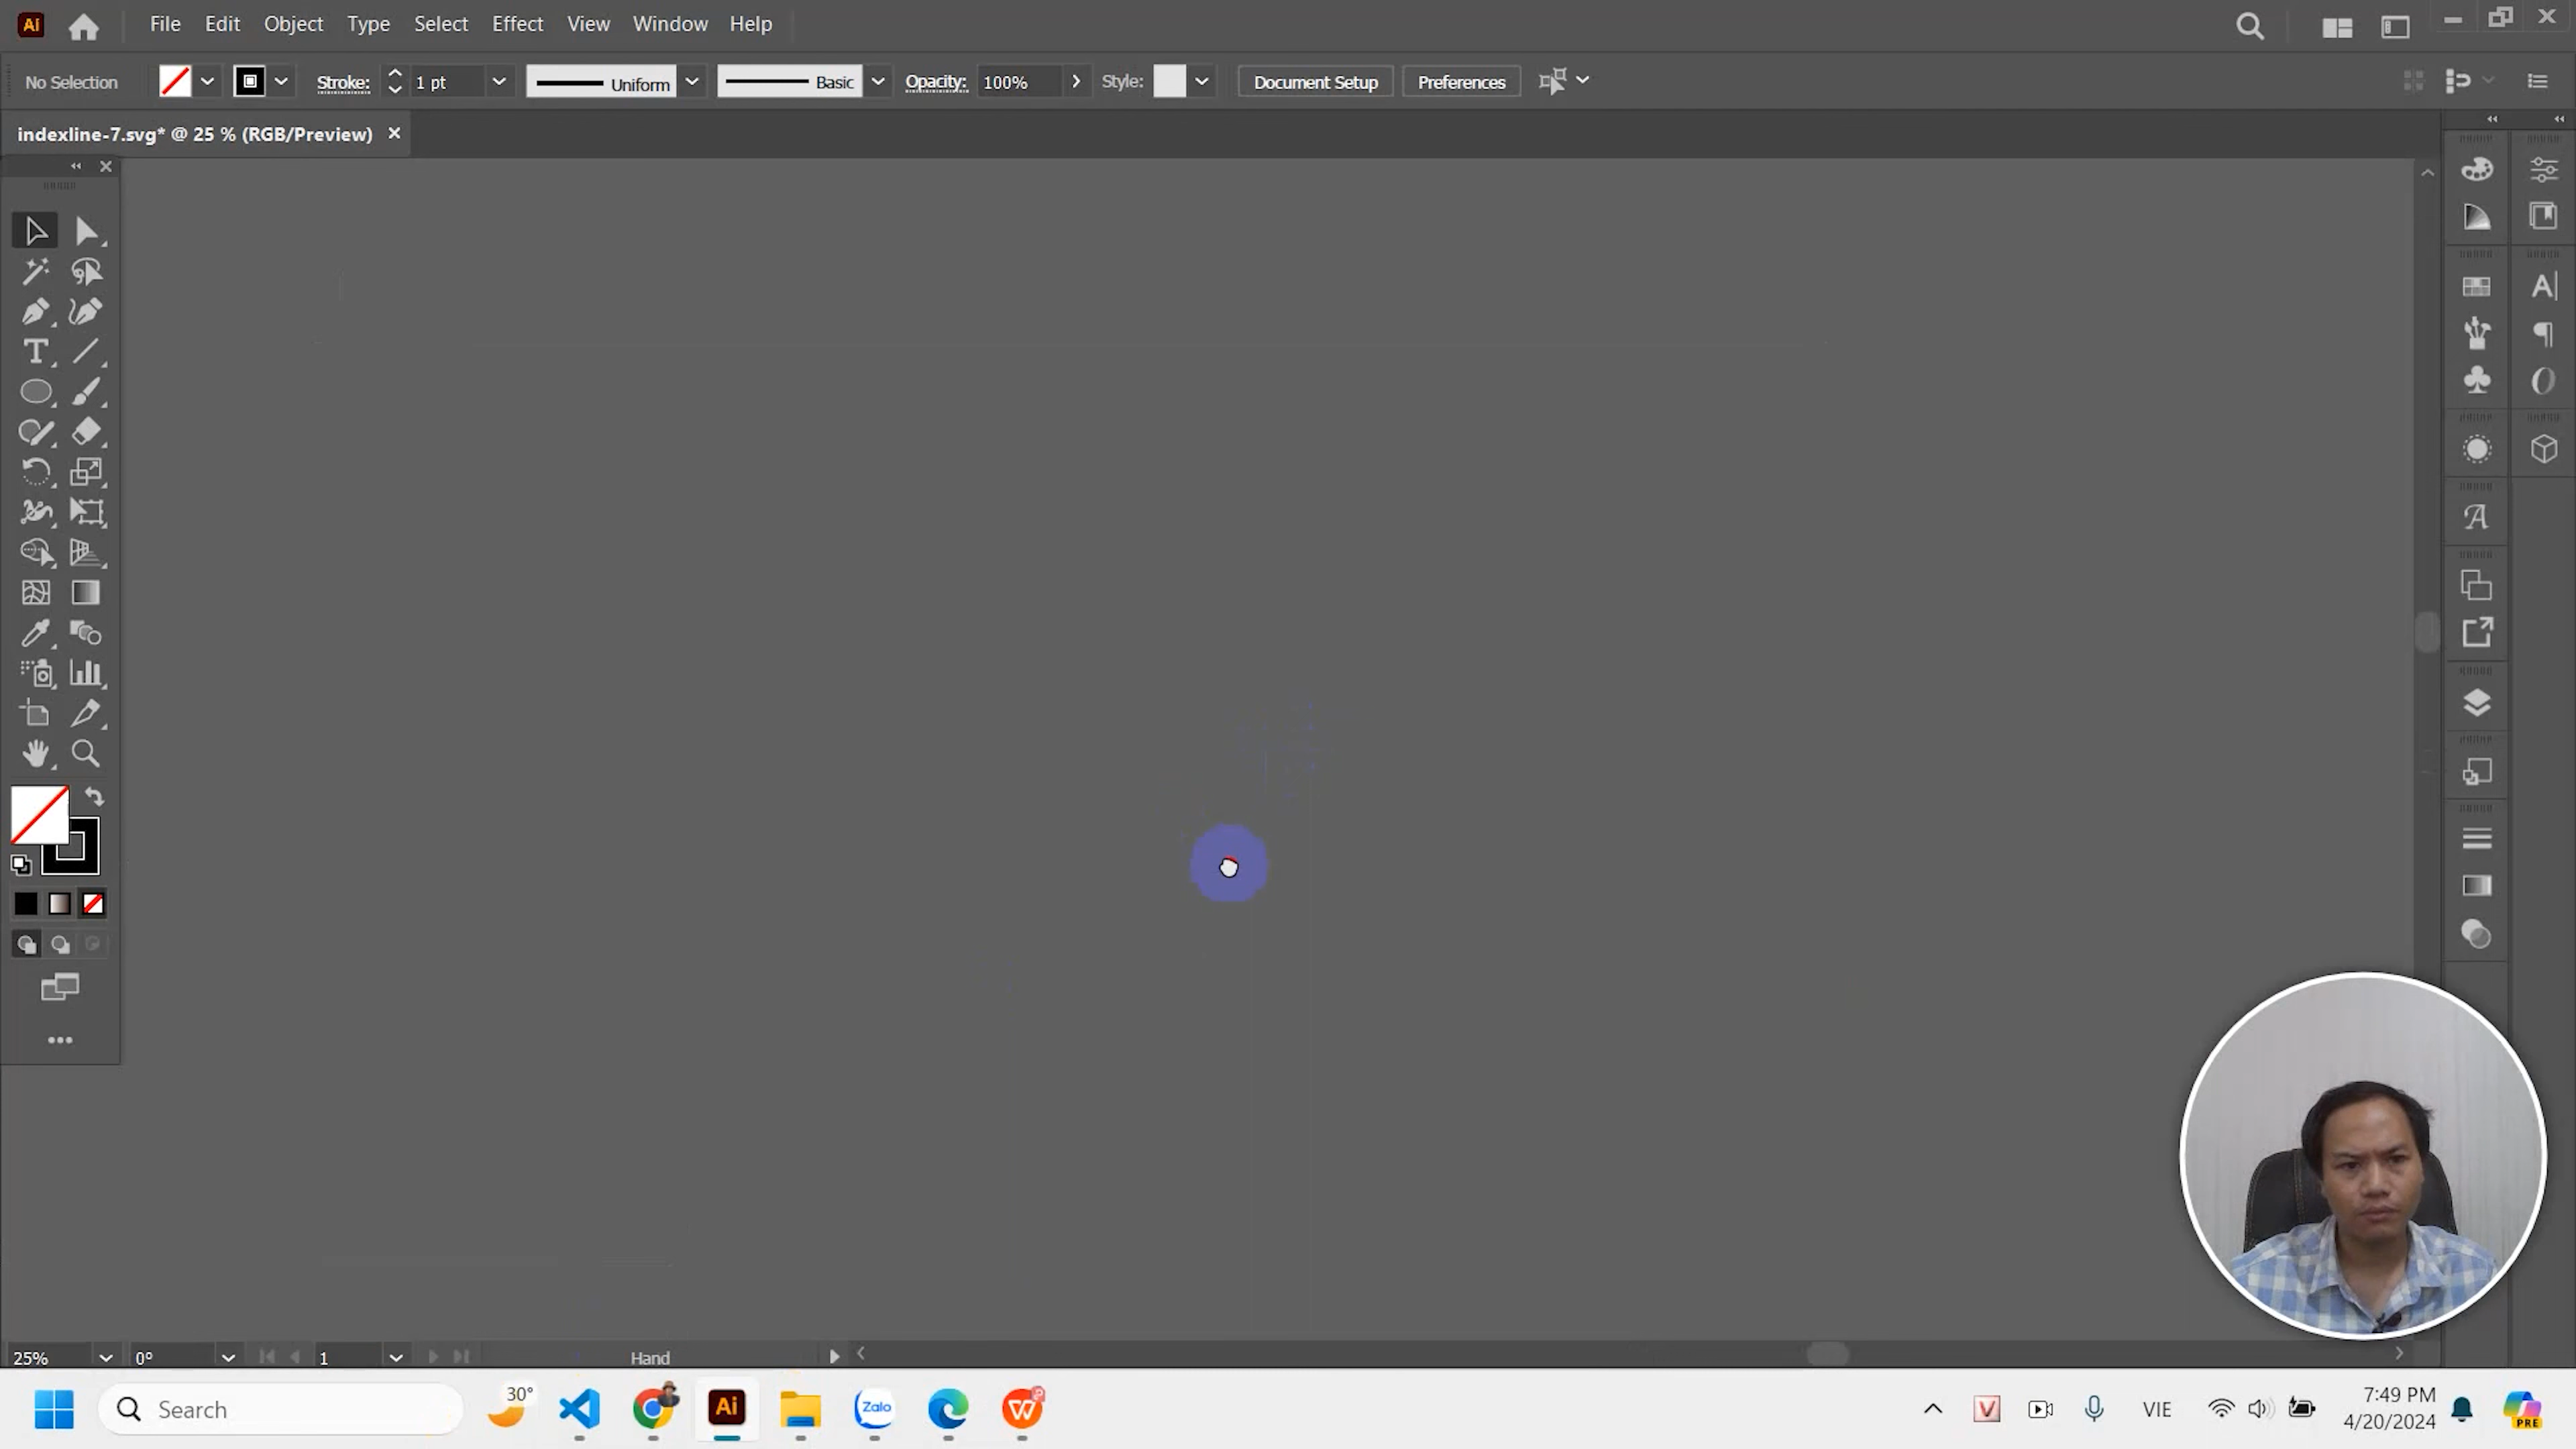 Ai File Edit Object Type Select Effect View Window Help
No Selection Stroke: 1 pt Uniform Basic Opacity: 100% Style: Document Setup Preferences
indexline-7.svg* @ 25 % (RGB/Preview)
25% 0° 1 Hand
Search 30° Ai Zalo VIE 7:49 PM
4/20/2024 PRE